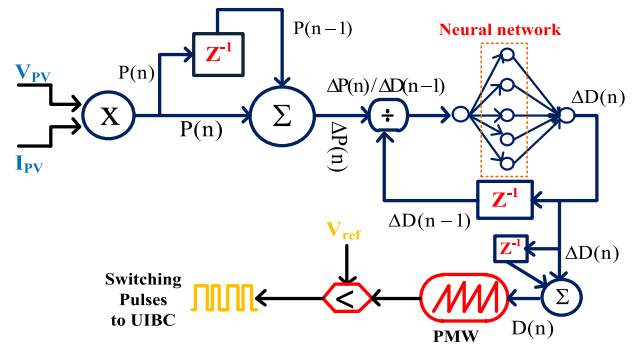 P(n-1)
Neural network
Z⁻¹
V_PV
P(n)
ΔP(n)/ΔD(n-1)
ΔD(n)
X
P(n)
Σ
÷
ΔP(n)
I_PV
Z⁻¹
ΔD(n-1)
V_ref
Z⁻¹
ΔD(n)
Switching
Pulses
to UIBC
<
Σ
D(n)
PMW